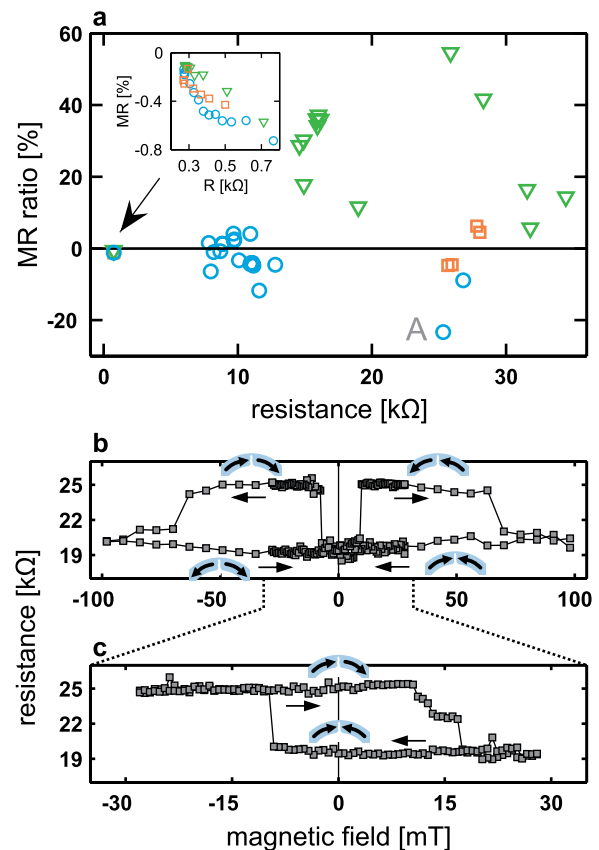 a
60
40
20
0
-20
MR ratio [%]
0
-0.4
-0.8
MR [%]
0.3 0.5 0.7
R [kΩ]
A
0 10 20 30
resistance [kΩ]
b
25
22
19
-100 -50 0 50 100
resistance [kΩ]
c
25
22
19
-30 -15 0 15 30
magnetic field [mT]